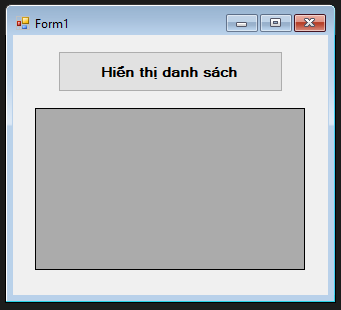 Form1
Hiển thị danh sách